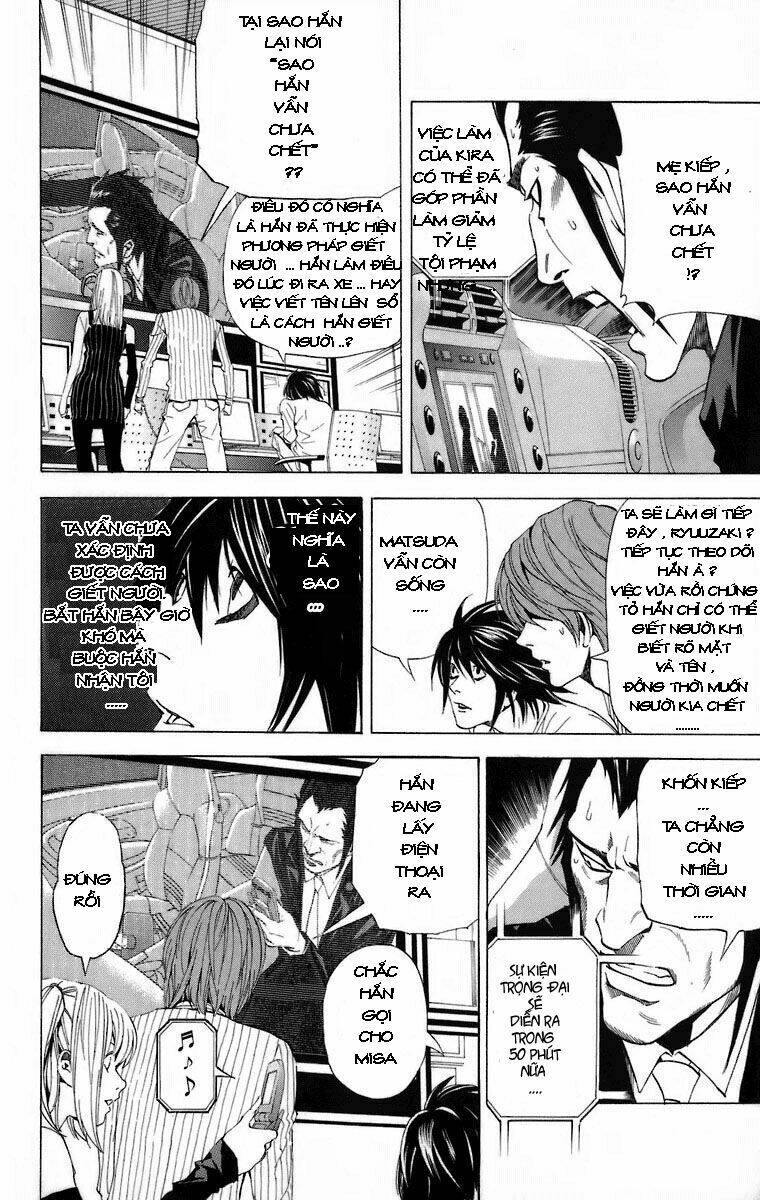 MẸ KIẾP,
SAO HẮN
VẪN
CHƯA
CHẾT
!?
VIỆC LÀM
CỦA KIRA
CÓ THỂ ĐÃ
GÓP PHẦN
LÀM GIẢM
TỶ LỆ
TỘI PHẠM
NHƯNG ....
TẠI SAO HẮN
LẠI NÓI
"SAO
HẮN
VẪN
CHƯA
CHẾT"
??
ĐIỀU ĐÓ CÓ NGHĨA
LÀ HẮN ĐÃ THỰC HIỆN
PHƯƠNG PHÁP GIẾT
NGƯỜI ... HẮN LÀM ĐIỀU
ĐÓ LÚC ĐI RA XE ... HAY
VIỆC VIẾT TÊN LÊN SỔ
LÀ CÁCH HẮN GIẾT
NGƯỜI ..?
TA SẼ LÀM GÌ TIẾP
ĐÂY, RYUUZAKI ?
TIẾP TỤC THEO DÕI
HẮN À ?
VIỆC VỪA RỒI CHỨNG
TỎ HẮN CHỈ CÓ THỂ
GIẾT NGƯỜI KHI
BIẾT RÕ MẶT
VÀ TÊN,
ĐỒNG THỜI MUỐN
NGƯỜI KIA CHẾT
........
MATSUDA
VẪN CÒN
SỐNG
....
THẾ NÀY
NGHĨA
LÀ
SAO
???
TA VẪN CHƯA
XÁC ĐỊNH
ĐƯỢC CÁCH
GIẾT NGƯỜI.
BẮT HẮN BÂY GIỜ
KHÓ MÀ
BUỘC HẮN
NHẬN TỘI
.....
KHỐN KIẾP
...
TA CHẲNG
CÒN
NHIỀU
THỜI GIAN
.....
SỰ KIỆN
TRỌNG ĐẠI
SẼ
DIỄN RA
TRONG
50 PHÚT
NỮA
....
HẮN
ĐANG
LẤY
ĐIỆN
THOẠI
RA
ĐÚNG
RỒI
CHẮC
HẮN
GỌI
CHO
MISA